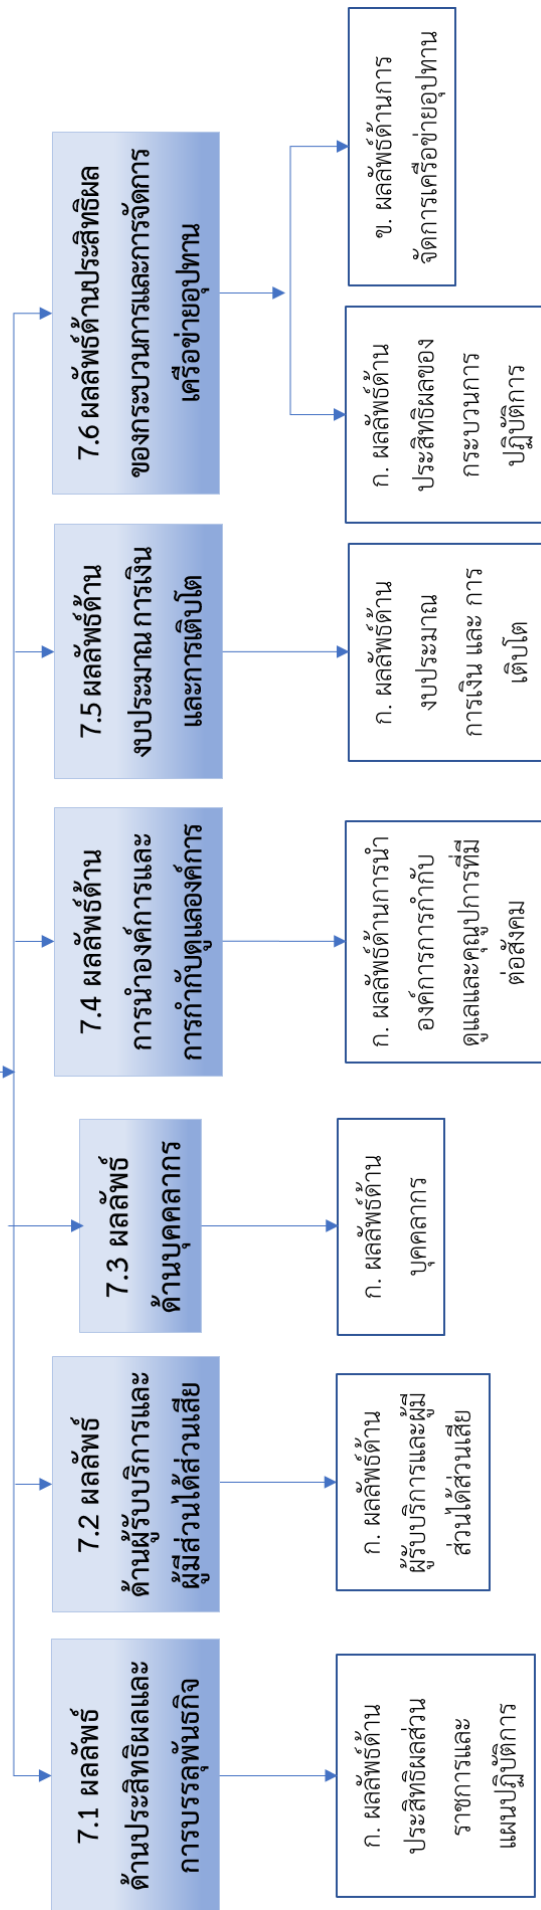 7.1 ผลลัพธ์
ด้านประสิทธิผลและ
การบรรลุพันธกิจ
7.2 ผลลัพธ์
ด้านผู้รับบริการและ
ผู้มีส่วนได้ส่วนเสีย
7.3 ผลลัพธ์
ด้านบุคคลากร
7.4 ผลลัพธ์ด้าน
การนำองค์การและ
การกำกับดูแลองค์การ
7.5 ผลลัพธ์ด้าน
งบประมาณ การเงิน
และการเติบโต
7.6 ผลลัพธ์ด้านประสิทธิผล
ของกระบวนการและการจัดการ
เครือข่ายอุปทาน
ก. ผลลัพธ์ด้าน
ประสิทธิผลส่วน
ราชการและ
แผนปฏิบัติการ
ก. ผลลัพธ์ด้าน
ผู้รับบริการและผู้มี
ส่วนได้ส่วนเสีย
ก. ผลลัพธ์ด้าน
บุคคลากร
ก. ผลลัพธ์ด้านการนำ
องค์การการกำกับ
ดูแลและคุณูปการที่มี
ต่อสังคม
ก. ผลลัพธ์ด้าน
งบประมาณ
การเงิน และ การ
เติบโต
ก. ผลลัพธ์ด้าน
ประสิทธิผลของ
กระบวนการ
ปฏิบัติการ
ข. ผลลัพธ์ด้านการ
จัดการเครือข่ายอุปทาน